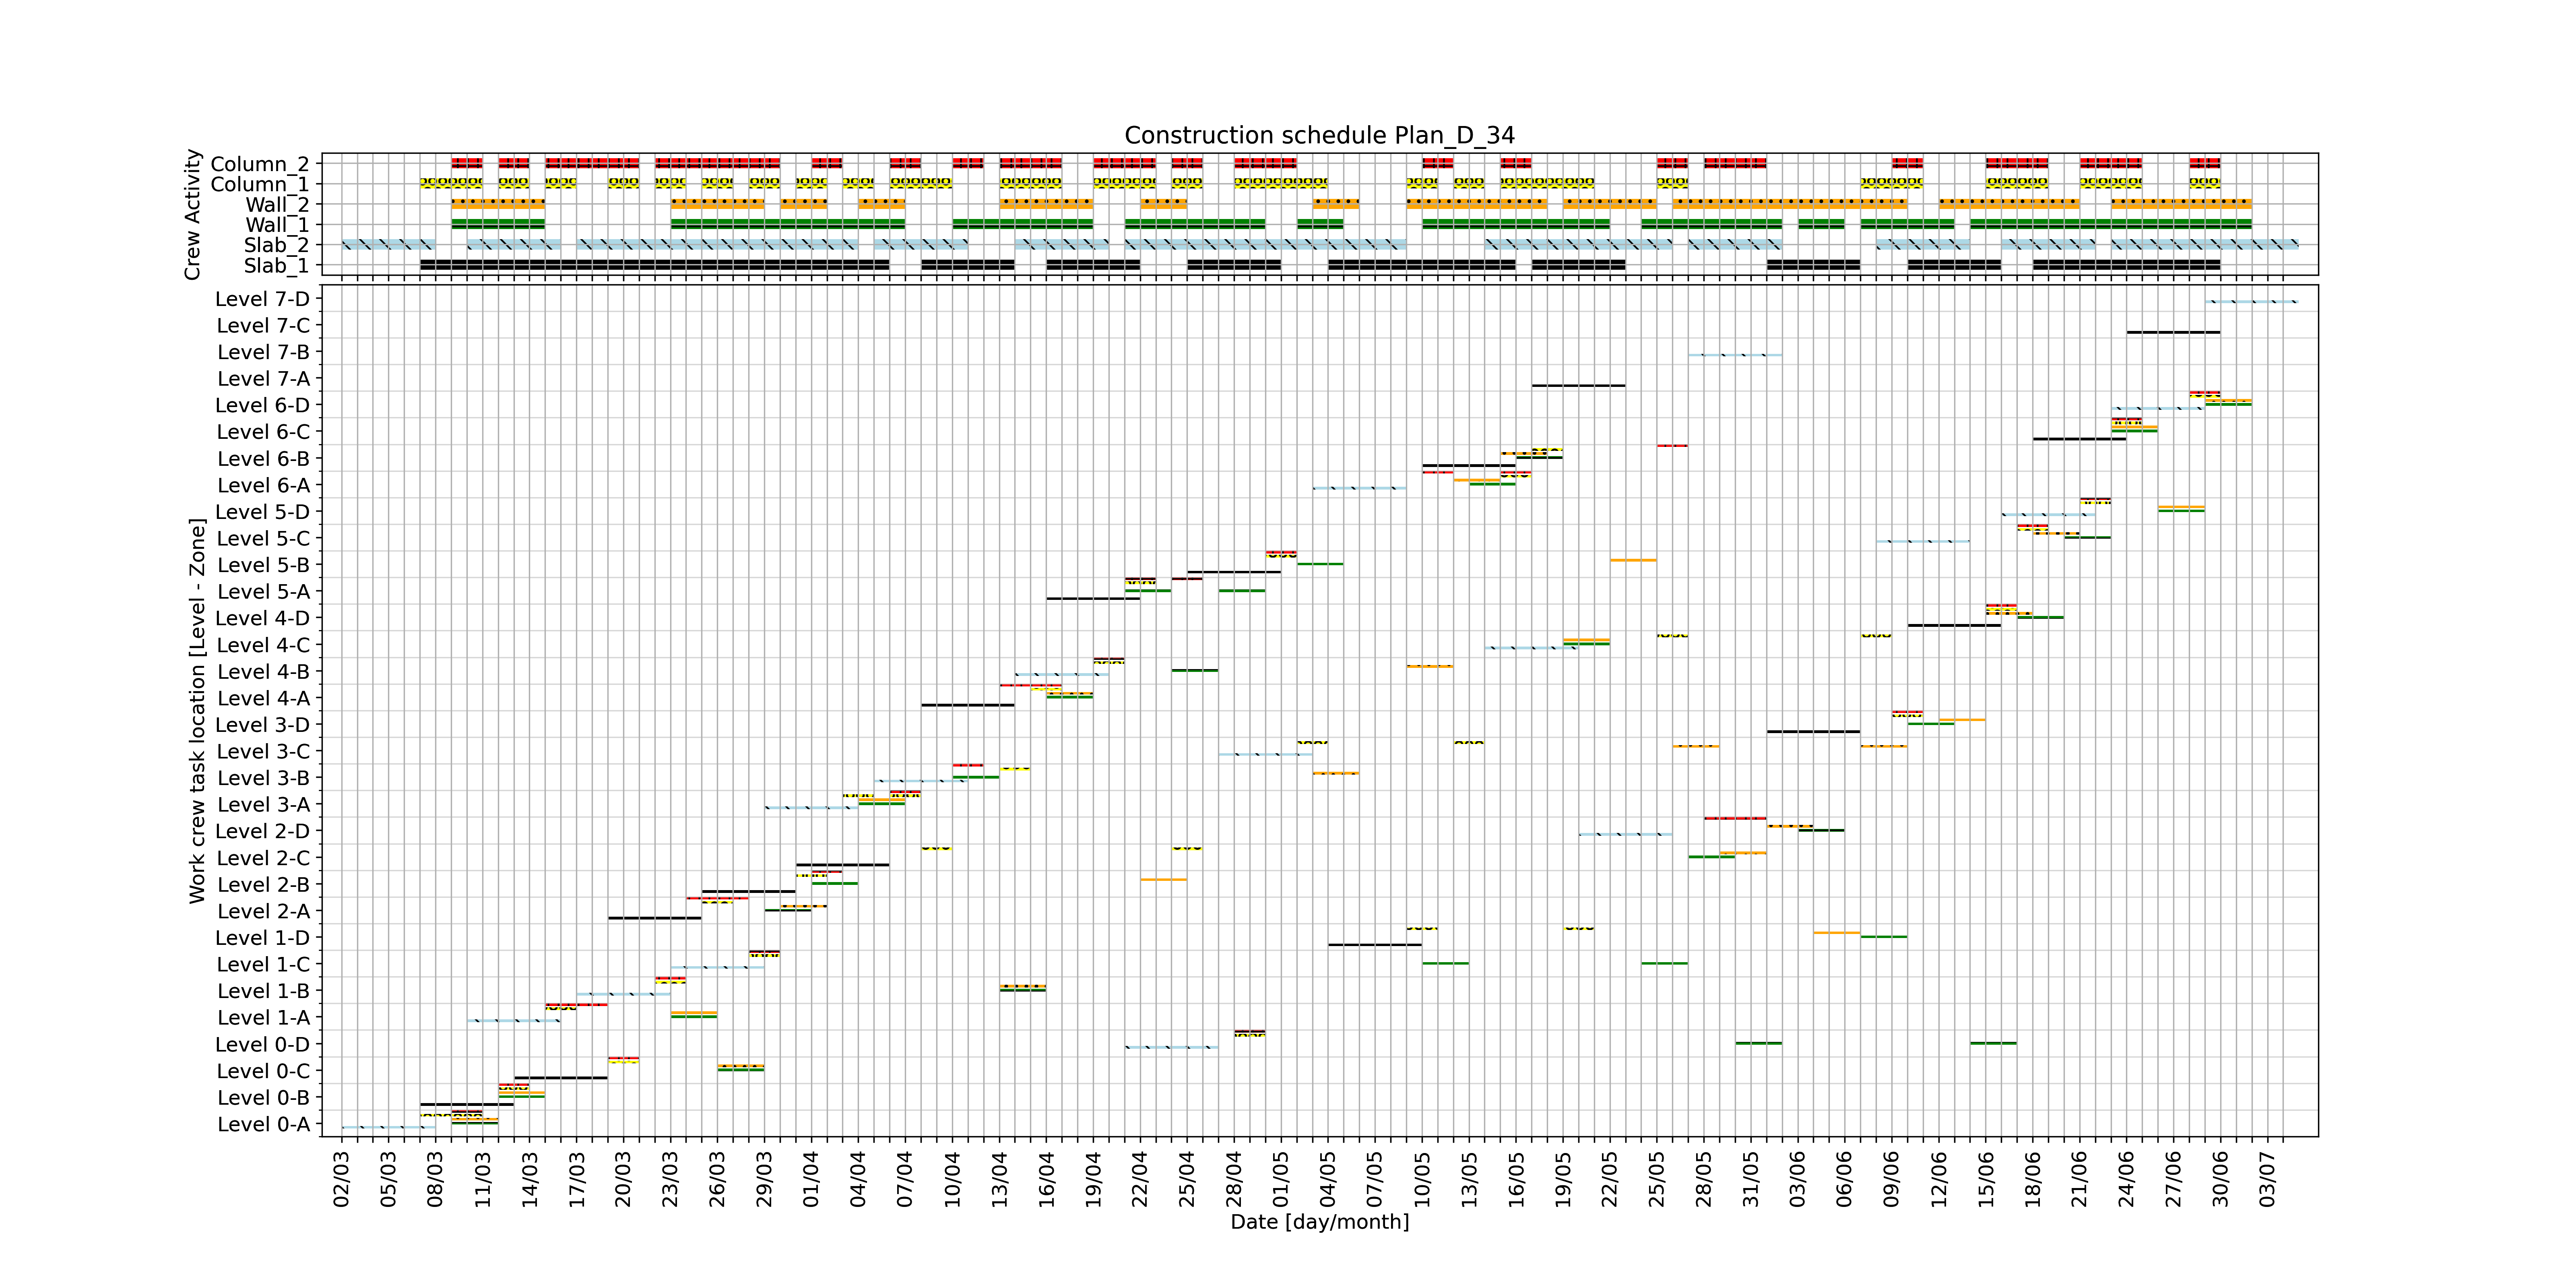 Construction schedule Plan_D_34
Crew Activity
Column_2
Column_1
Wall_2
Wall_1
Slab_2
Slab_1
Work crew task location [Level - Zone]
Level 7-D
Level 7-C
Level 7-B
Level 7-A
Level 6-D
Level 6-C
Level 6-B
Level 6-A
Level 5-D
Level 5-C
Level 5-B
Level 5-A
Level 4-D
Level 4-C
Level 4-B
Level 4-A
Level 3-D
Level 3-C
Level 3-B
Level 3-A
Level 2-D
Level 2-C
Level 2-B
Level 2-A
Level 1-D
Level 1-C
Level 1-B
Level 1-A
Level 0-D
Level 0-C
Level 0-B
Level 0-A
02/03 05/03 08/03 11/03 14/03 17/03 20/03 23/03 26/03 29/03 01/04 04/04 07/04 10/04 13/04 16/04 19/04 22/04 25/04 28/04 01/05 04/05 07/05 10/05 13/05 16/05 19/05 22/05 25/05 28/05 31/05 03/06 06/06 09/06 12/06 15/06 18/06 21/06 24/06 27/06 30/06 03/07
Date [day/month]